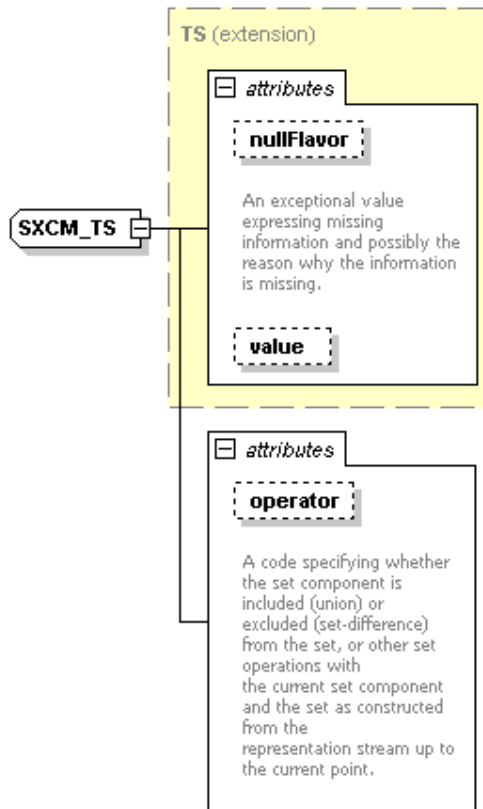 TS (extension)
attributes
nullFlavor
An exceptional value
expressing missing
information and possibly the
reason why the information
is missing.
SXCM_TS
value
attributes
operator
A code specifying whether
the set component is
included (union) or
excluded (set-difference)
from the set, or other set
operations with
the current set component
and the set as constructed
from the
representation stream up to
the current point.